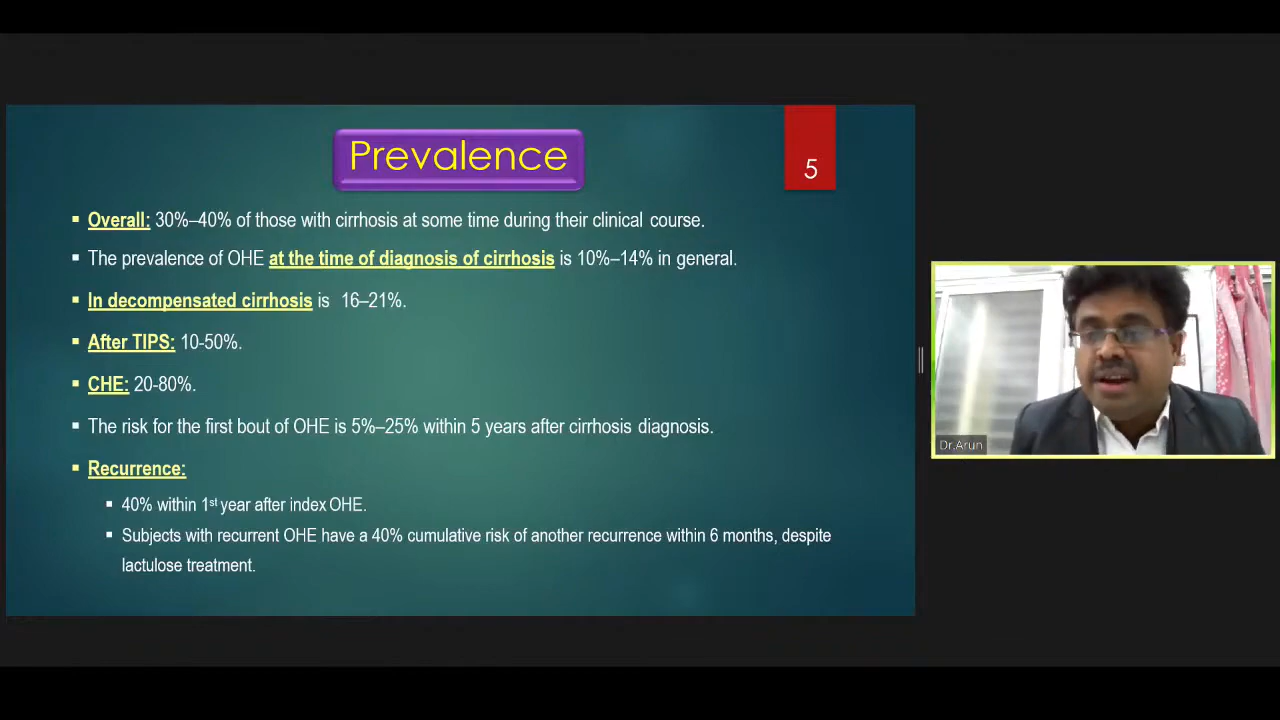 Prevalence
5
Overall: 30%–40% of those with cirrhosis at some time during their clinical course.
The prevalence of OHE at the time of diagnosis of cirrhosis is 10%–14% in general.
In decompensated cirrhosis is 16–21%.
After TIPS: 10-50%.
CHE: 20-80%.
The risk for the first bout of OHE is 5%–25% within 5 years after cirrhosis diagnosis.
Recurrence:
40% within 1st year after index OHE.
Subjects with recurrent OHE have a 40% cumulative risk of another recurrence within 6 months, despite
lactulose treatment.
Dr.Arun